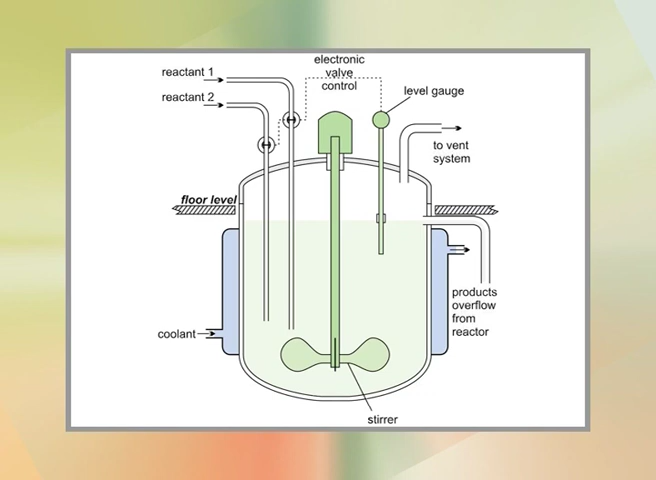 electronic
valve
control
reactant 1
reactant 2
level gauge
to vent
system
floor level
products
overflow
from
reactor
coolant
stirrer